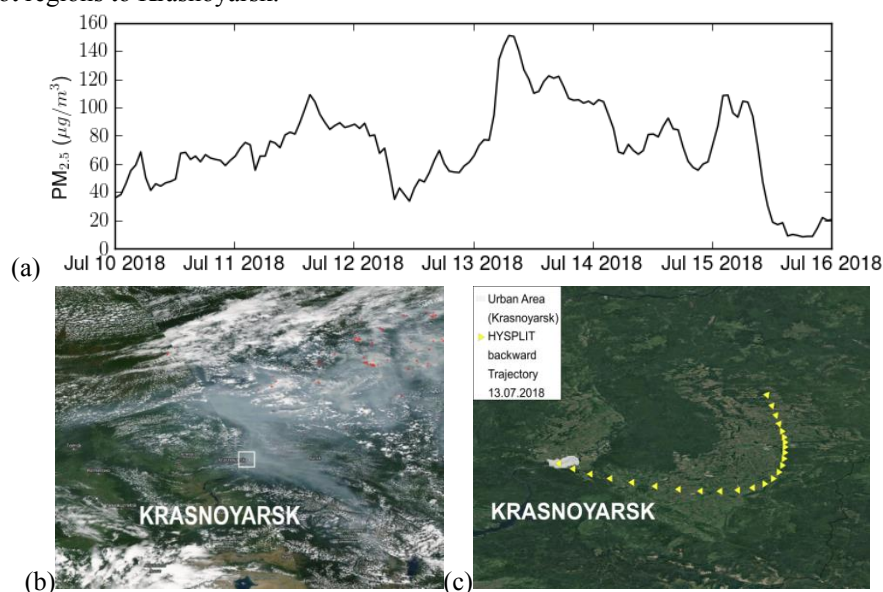 ot regions to Krasnoyarsk.
160
140
120
100
80
60
40
20
0
PM2.5 (μg/m³)
(a) Jul 10 2018 Jul 11 2018 Jul 12 2018 Jul 13 2018 Jul 14 2018 Jul 15 2018 Jul 16 2018
Urban Area
(Krasnoyarsk)
HYSPLIT
backward
Trajectory
13.07.2018
KRASNOYARSK
KRASNOYARSK
(b)
(c)